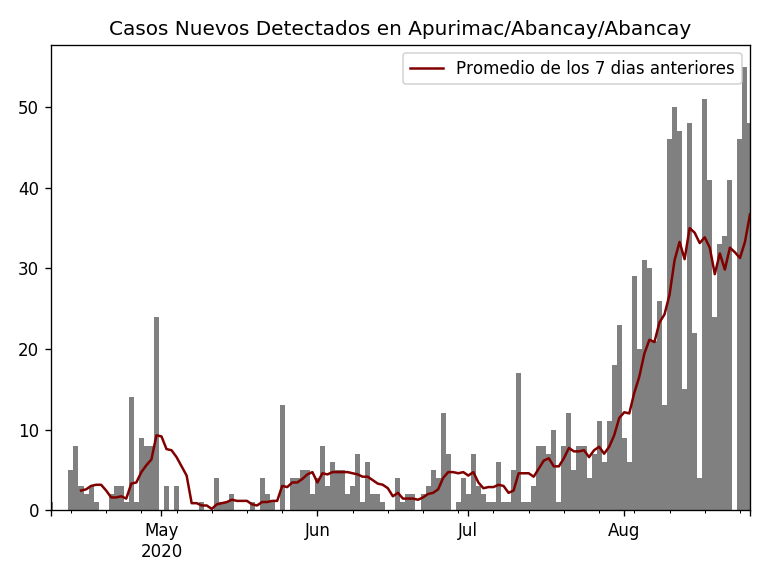 Casos Nuevos Detectados en Apurimac/Abancay/Abancay
Promedio de los 7 dias anteriores
50
40
30
20
10
0
May
2020
Jun
Jul
Aug